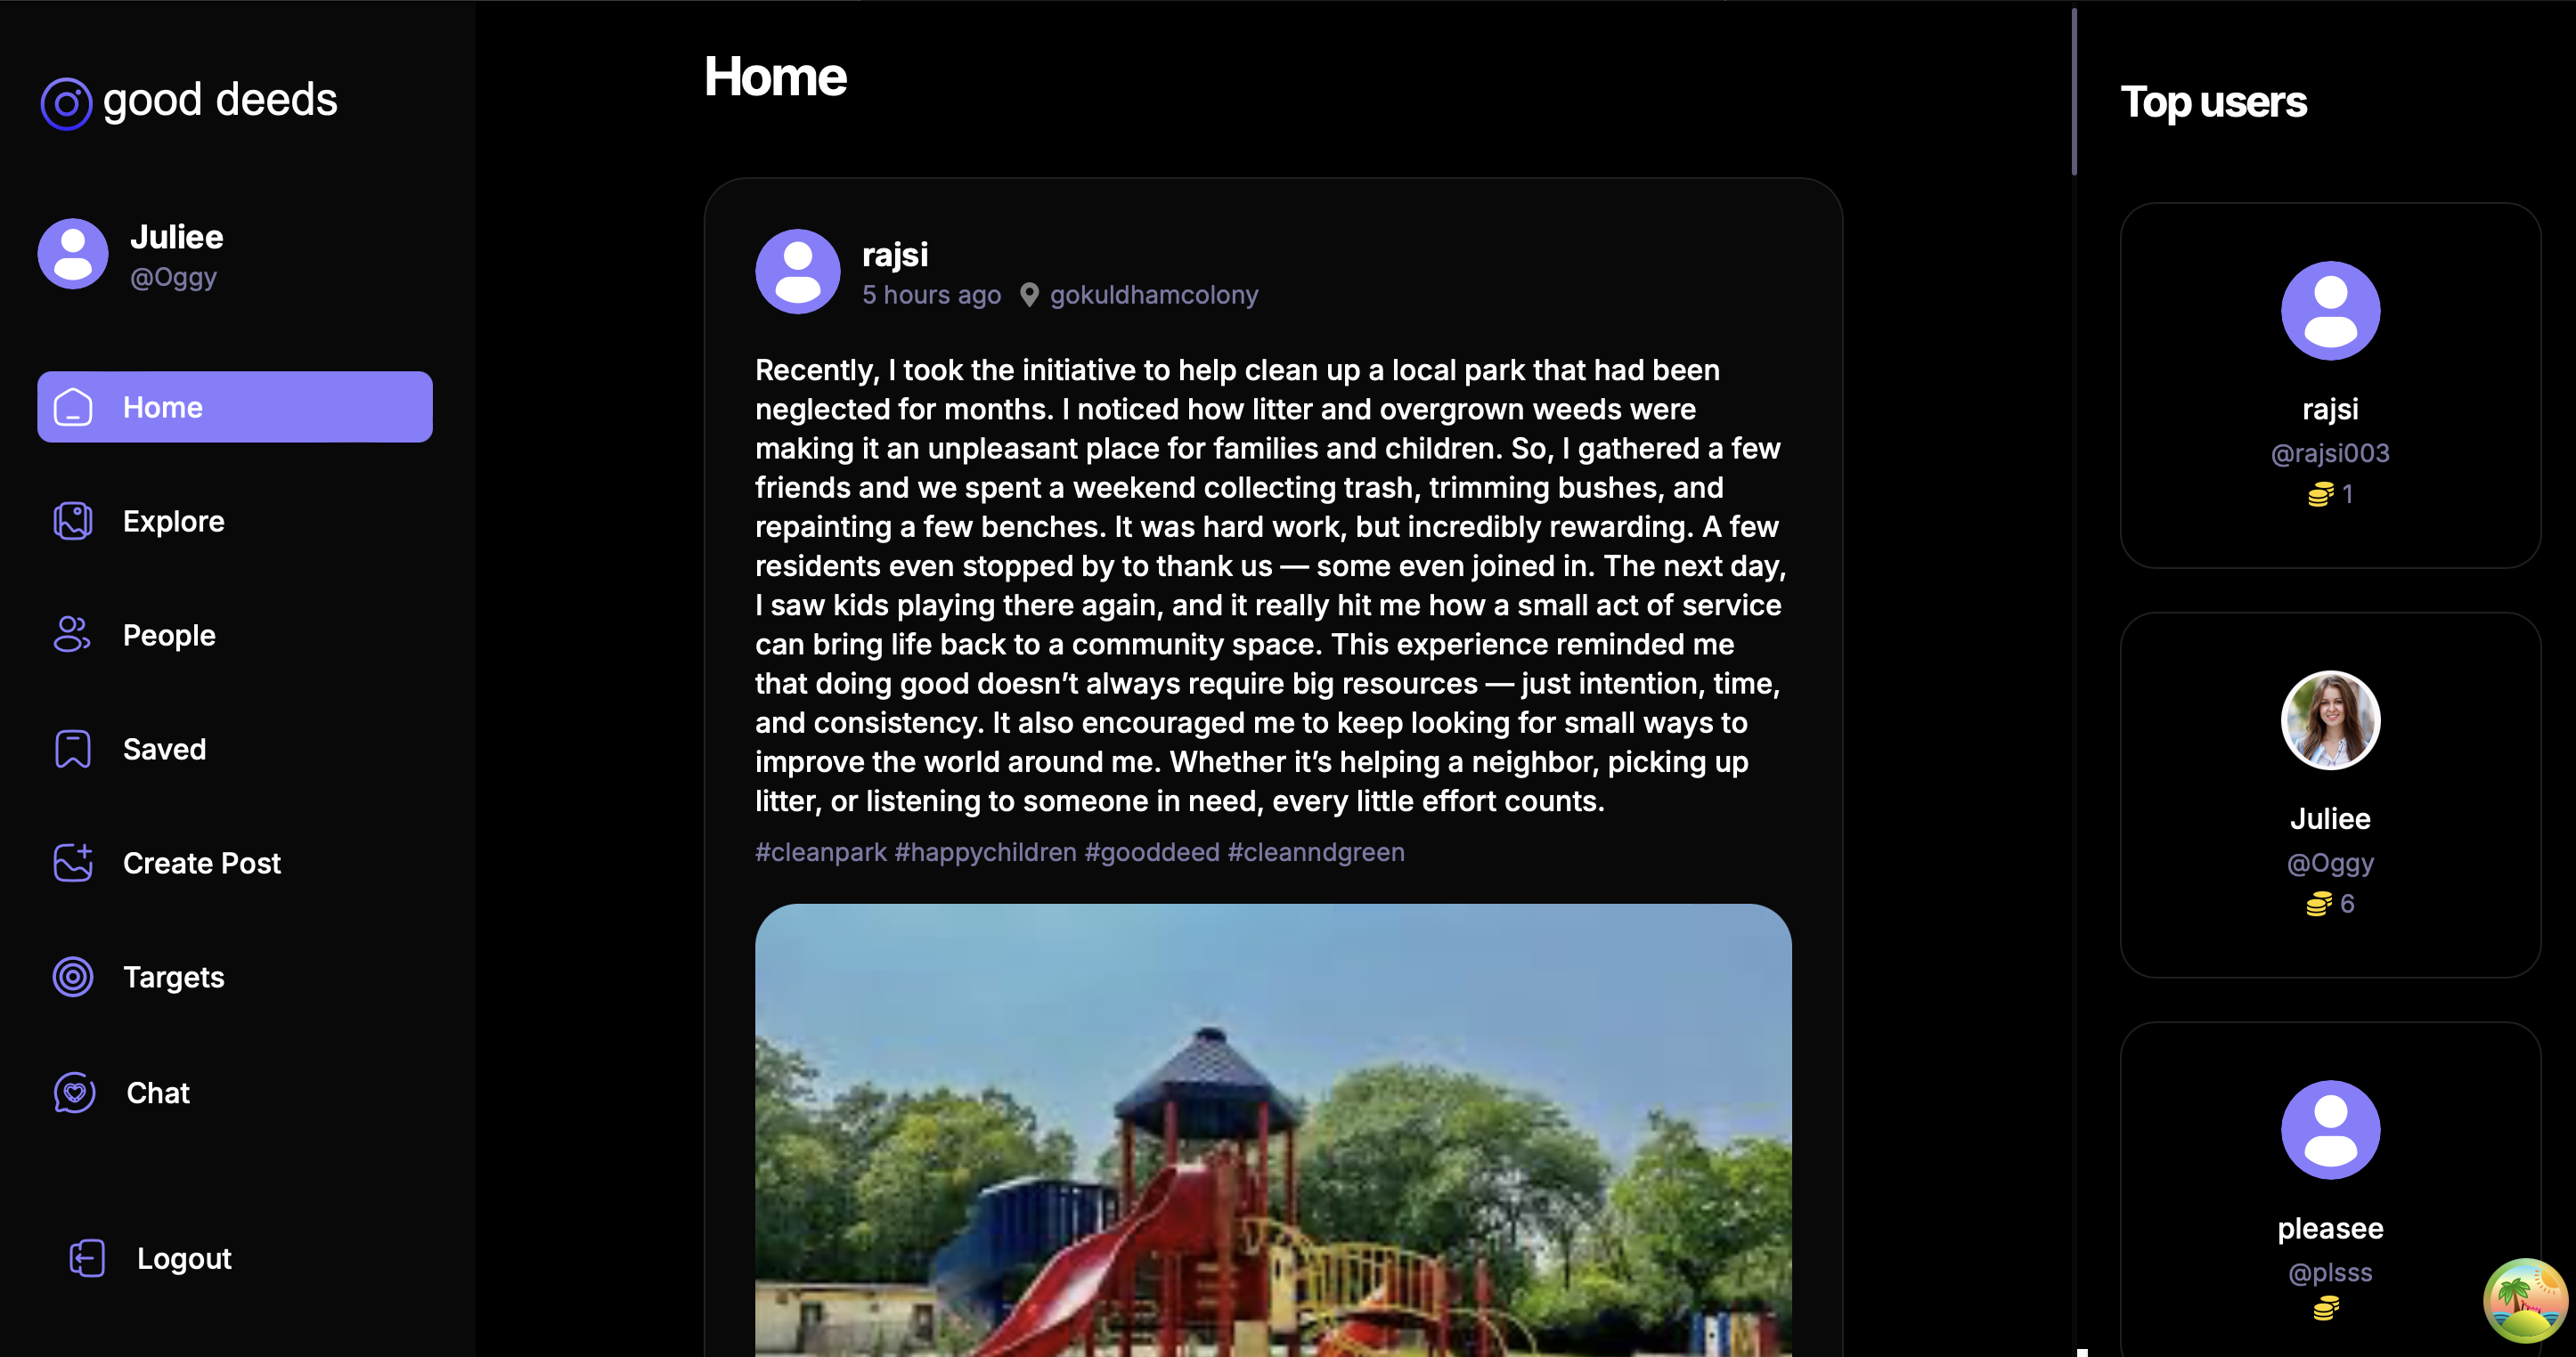 good deeds
Juliee
@Oggy
Home
Explore
People
Saved
Create Post
Targets
Chat
Logout
Home
rajsi
5 hours ago gokuldhamcolony
Recently, I took the initiative to help clean up a local park that had been
neglected for months. I noticed how litter and overgrown weeds were
making it an unpleasant place for families and children. So, I gathered a few
friends and we spent a weekend collecting trash, trimming bushes, and
repainting a few benches. It was hard work, but incredibly rewarding. A few
residents even stopped by to thank us — some even joined in. The next day,
I saw kids playing there again, and it really hit me how a small act of service
can bring life back to a community space. This experience reminded me
that doing good doesn’t always require big resources — just intention, time,
and consistency. It also encouraged me to keep looking for small ways to
improve the world around me. Whether it’s helping a neighbor, picking up
litter, or listening to someone in need, every little effort counts.
#cleanpark #happychildren #gooddeed #cleanndgreen
Top users
rajsi
@rajsi003
1
Juliee
@Oggy
6
pleasee
@plsss